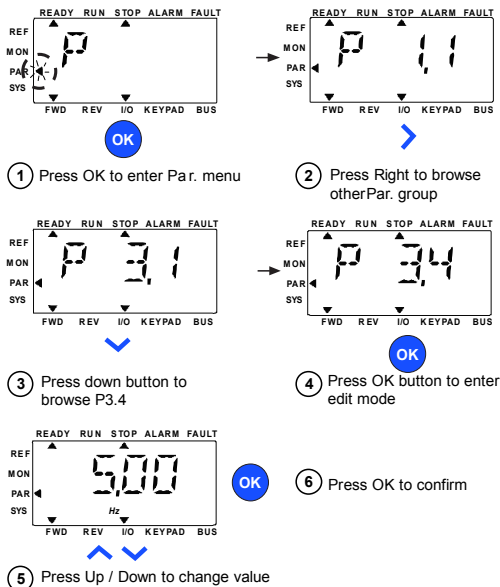 READY RUN STOP ALARM FAULT
REF
MON
PAR
SYS
P
FWD REV I/O KEYPAD BUS
OK
1 Press OK to enter Par. menu
READY RUN STOP ALARM FAULT
REF
MON
PAR
SYS
P 1,1
FWD REV I/O KEYPAD BUS
2 Press Right to browse
otherPar. group
READY RUN STOP ALARM FAULT
REF
MON
PAR
SYS
P 3,1
FWD REV I/O KEYPAD BUS
3 Press down button to
browse P3.4
READY RUN STOP ALARM FAULT
REF
MON
PAR
SYS
P 3,4
FWD REV I/O KEYPAD BUS
OK
4 Press OK button to enter
edit mode
READY RUN STOP ALARM FAULT
REF
MON
PAR
SYS
5,00
Hz
FWD REV I/O KEYPAD BUS
5 Press Up / Down to change value
OK
6 Press OK to confirm